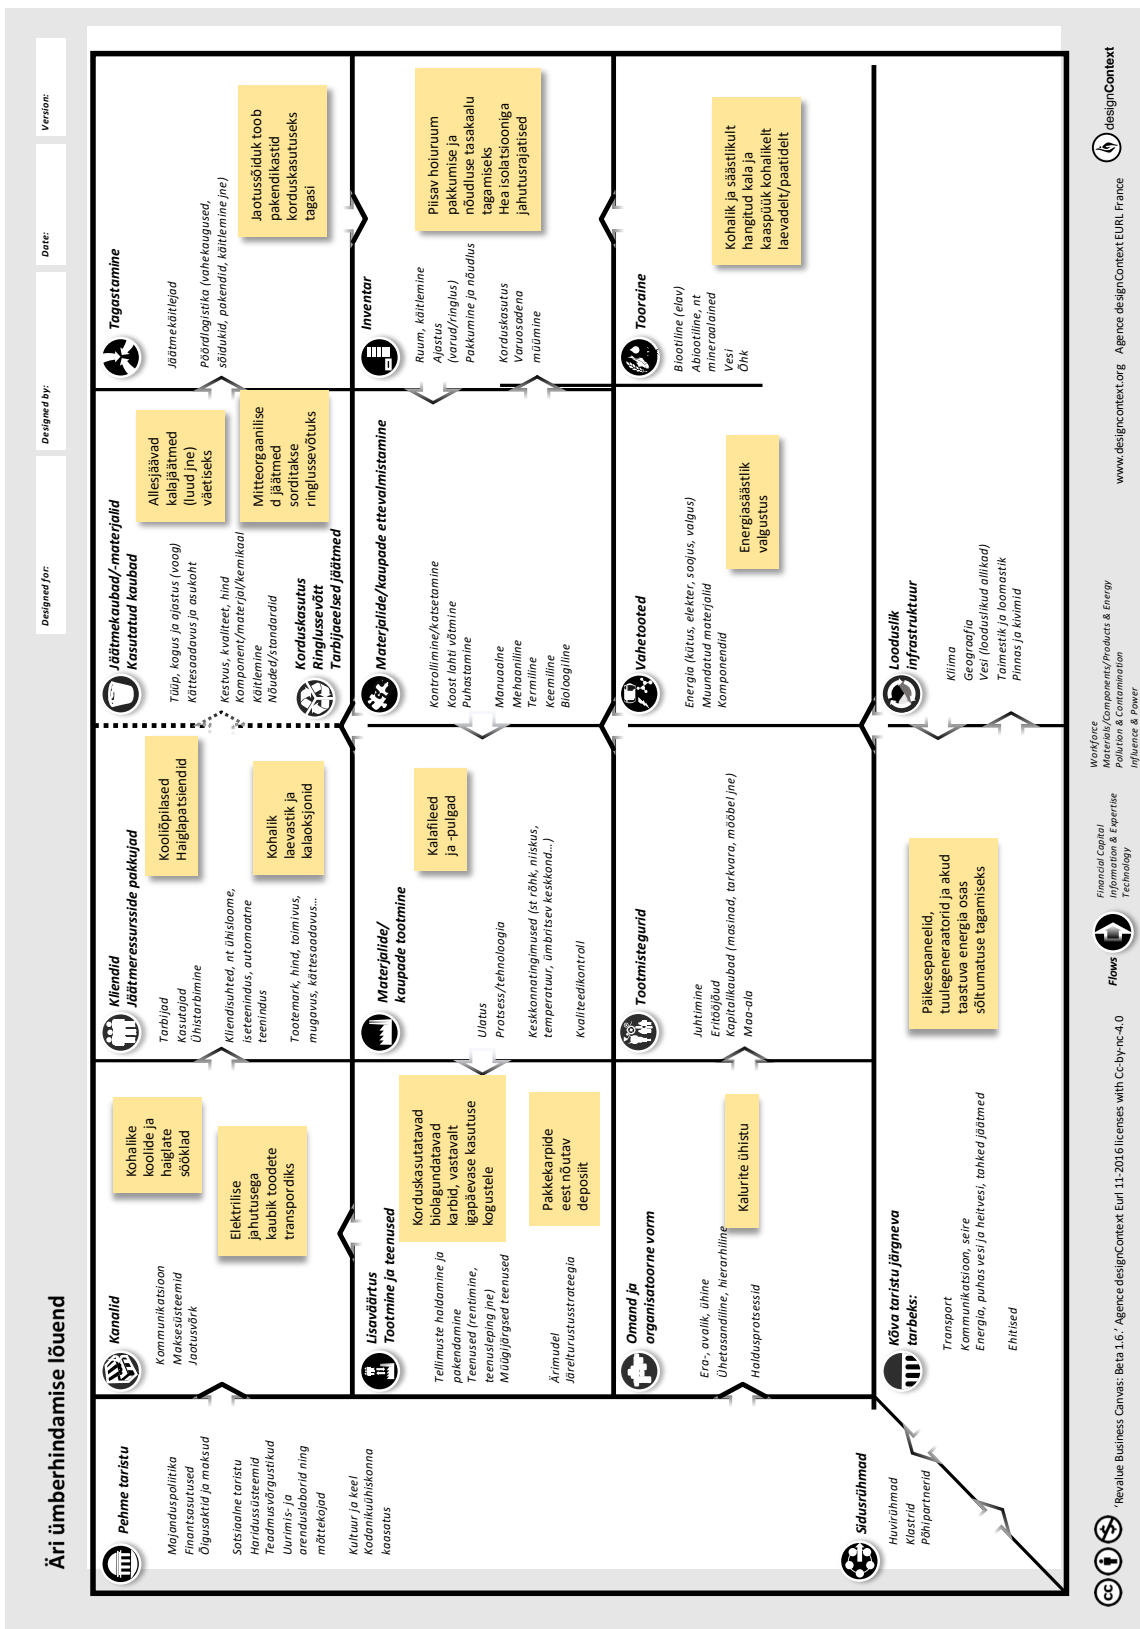 Äri ümberhindamise lõuend
Designed for:
Designed by:
Date:
Version:
Pehme taristu
Majanduspoliitika
Finantsasutused
Õigusaktid ja maksud
Sotsiaalne taristu
Haridussüsteemid
Teadmusvõrgustikud
Uurimis- ja
arenduslaborid ning
mõttekojad
Kultuur ja keel
Kodanikuühiskonna
kaasatus
Kanalid
Kommunikatsioon
Maksesüsteemid
Jaotusvõrk
Kohalike
koolide ja
haiglate
sööklad
Elektrilise
jahutusega
kaubik toodete
transpordiks
Kliendid
Jäätmeressursside pakkujad
Tarbijad
Kasutajad
Ühistarbimine
Kliendisuhted, nt ühisloome,
iseteenindus, automaatne
teenindus
Tootemark, hind, toimivus,
mugavus, kättesaadavus...
Kooliõpilased
Haiglapatsiendid
Kohalik
laevastik ja
kalaoksjonid
Jäätmekaubad/-materjalid
Kasutatud kaubad
Tüüp, kogus ja ajastus (voog)
Kättesaadavus ja asukoht
Kestvus, kvaliteet, hind
Komponent/materjal/kemikaal
Käitlemine
Nõuded/standardid
Korduskasutus
Ringlussevõtt
Tarbijaeelsed jäätmed
Allesjäävad
kalajäätmed
(luud jne)
väetiseks
Mitteorgaanilise
d jäätmed
sorditakse
ringlussevõtuks
Tagastamine
Jäätmekäitlejad
Pöördlogistika (vahekaugused,
sõidukid, pakendid, käitlemine jne)
Jaotussõiduk toob
pakendikastid
korduskasutuseks
tagasi
Lisaväärtus
Tootmine ja teenused
Tellimuste haldamine ja
pakendamine
Teenused (rentimine,
teenusleping jne)
Müügijärgsed teenused
Ärimudel
Järelturustusstrateegia
Korduskasutatavad
biolagundatavad
karbid, vastavalt
igapäevase kasutuse
kogustele
Pakkekarpide
eest nõutav
deposiit
Materjalide/
kaupade tootmine
Ulatus
Protsess/tehnoloogia
Keskkonnatingimused (st rõhk, niiskus,
temperatuur, ümbritsev keskkond...)
Kvaliteedikontroll
Kalafileed
ja -pulgad
Materjalide/kaupade ettevalmistamine
Kontrollimine/katsetamine
Koost lahti võtmine
Puhastamine
Manuaalne
Mehaaniline
Termiline
Keemiline
Bioloogiline
Inventar
Ruum, käitlemine
Ajastus
(varud/ringlus)
Pakkumine ja nõudlus
Korduskasutus
Varuosadena
müümine
Piisav hoiuruum
pakkumise ja
nõudluse tasakaalu
tagamiseks
Hea isolatsiooniga
jahutusrajatised
Omand ja
organisatoorne vorm
Era-, avalik, ühine
Ühetasandiline, hierarhiline
Haldusprotsessid
Kalurite ühistu
Tootmistegurid
Juhtimine
Eritööjõud
Kapitalikaubad (masinad, tarkvara, mööbel jne)
Maa-ala
Vahetooted
Energia (kütus, elekter, soojus, valgus)
Muundatud materjalid
Komponendid
Energiasäästlik
valgustus
Tooraine
Biootiline (elav)
Abiootiline, nt
mineraalained
Vesi
Õhk
Kohalik ja säästlikult
hangitud kala ja
kaaspüük kohalikelt
laevadelt/paatidelt
Sidusrühmad
Huvirühmad
Klastrid
Põhipartnerid
Kõva taristu järgneva
tarbeks:
Transport
Kommunikatsioon, seire
Energia, puhas vesi ja heitvesi, tahked jäätmed
Ehitised
Päikesepaneelid,
tuulegeneraatorid ja akud
taastuva energia osas
sõltumatuse tagamiseks
Looduslik
infrastruktuur
Kliima
Geograafia
Vesi (looduslikud allikad)
Taimestik ja loomastik
Pinnas ja kivimid
cc
'Revalue Business Canvas: Beta 1.6.' Agence designContext Eurl 11-2016 licenses with Cc-by-nc-4.0
Flows
Financial Capital
Information & Expertise
Technology
Workforce
Materials/Components/Products & Energy
Pollution & Contamination
Influence & Power
www.designcontext.org Agence designContext EURL France
designContext